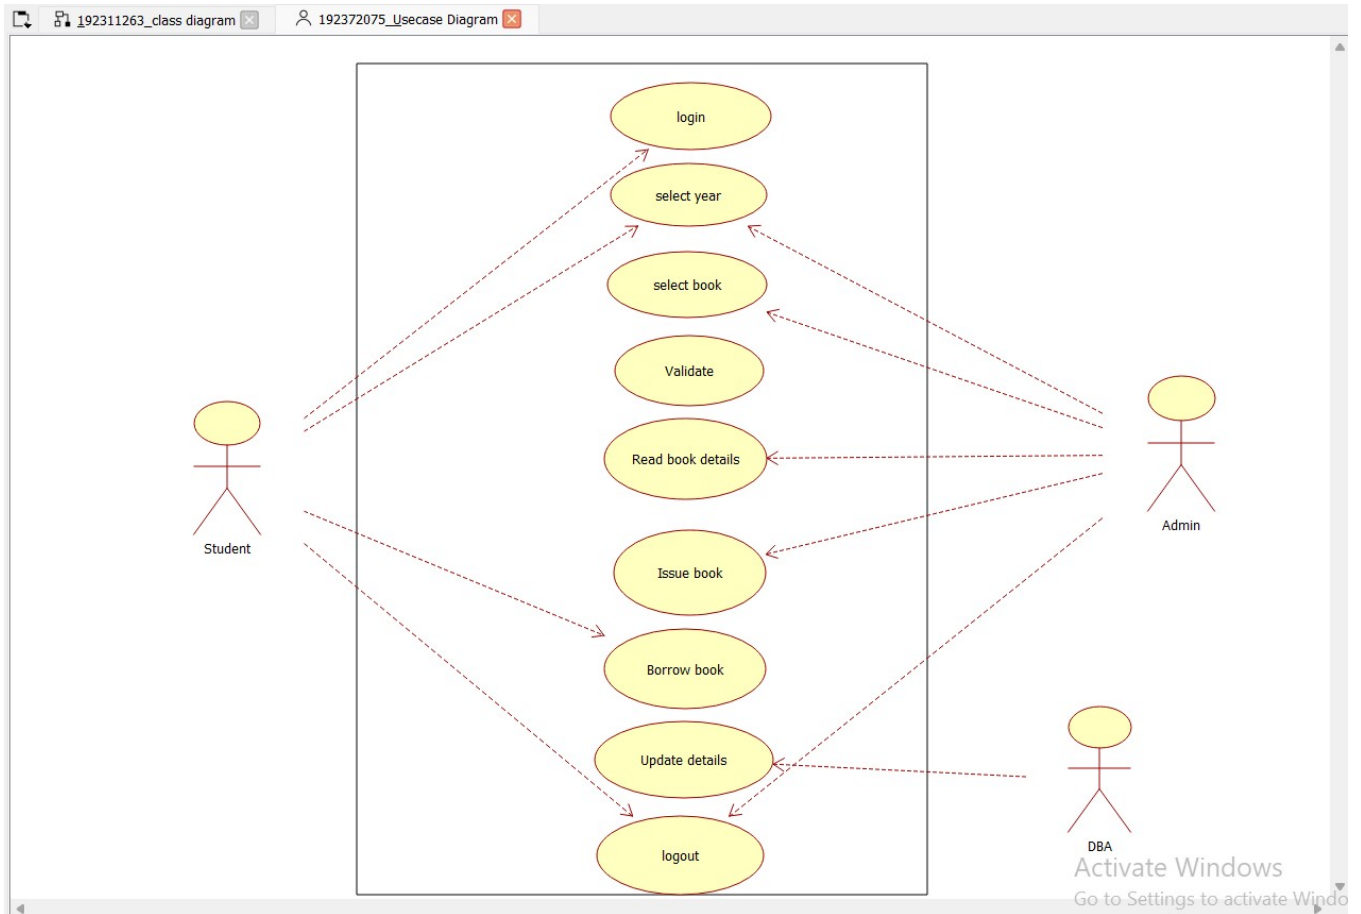 192311263_class diagram
192372075_Usecase Diagram
login
select year
select book
Validate
Read book details
Issue book
Borrow book
Update details
logout
Student
Admin
DBA
Activate Windows
Go to Settings to activate Windo